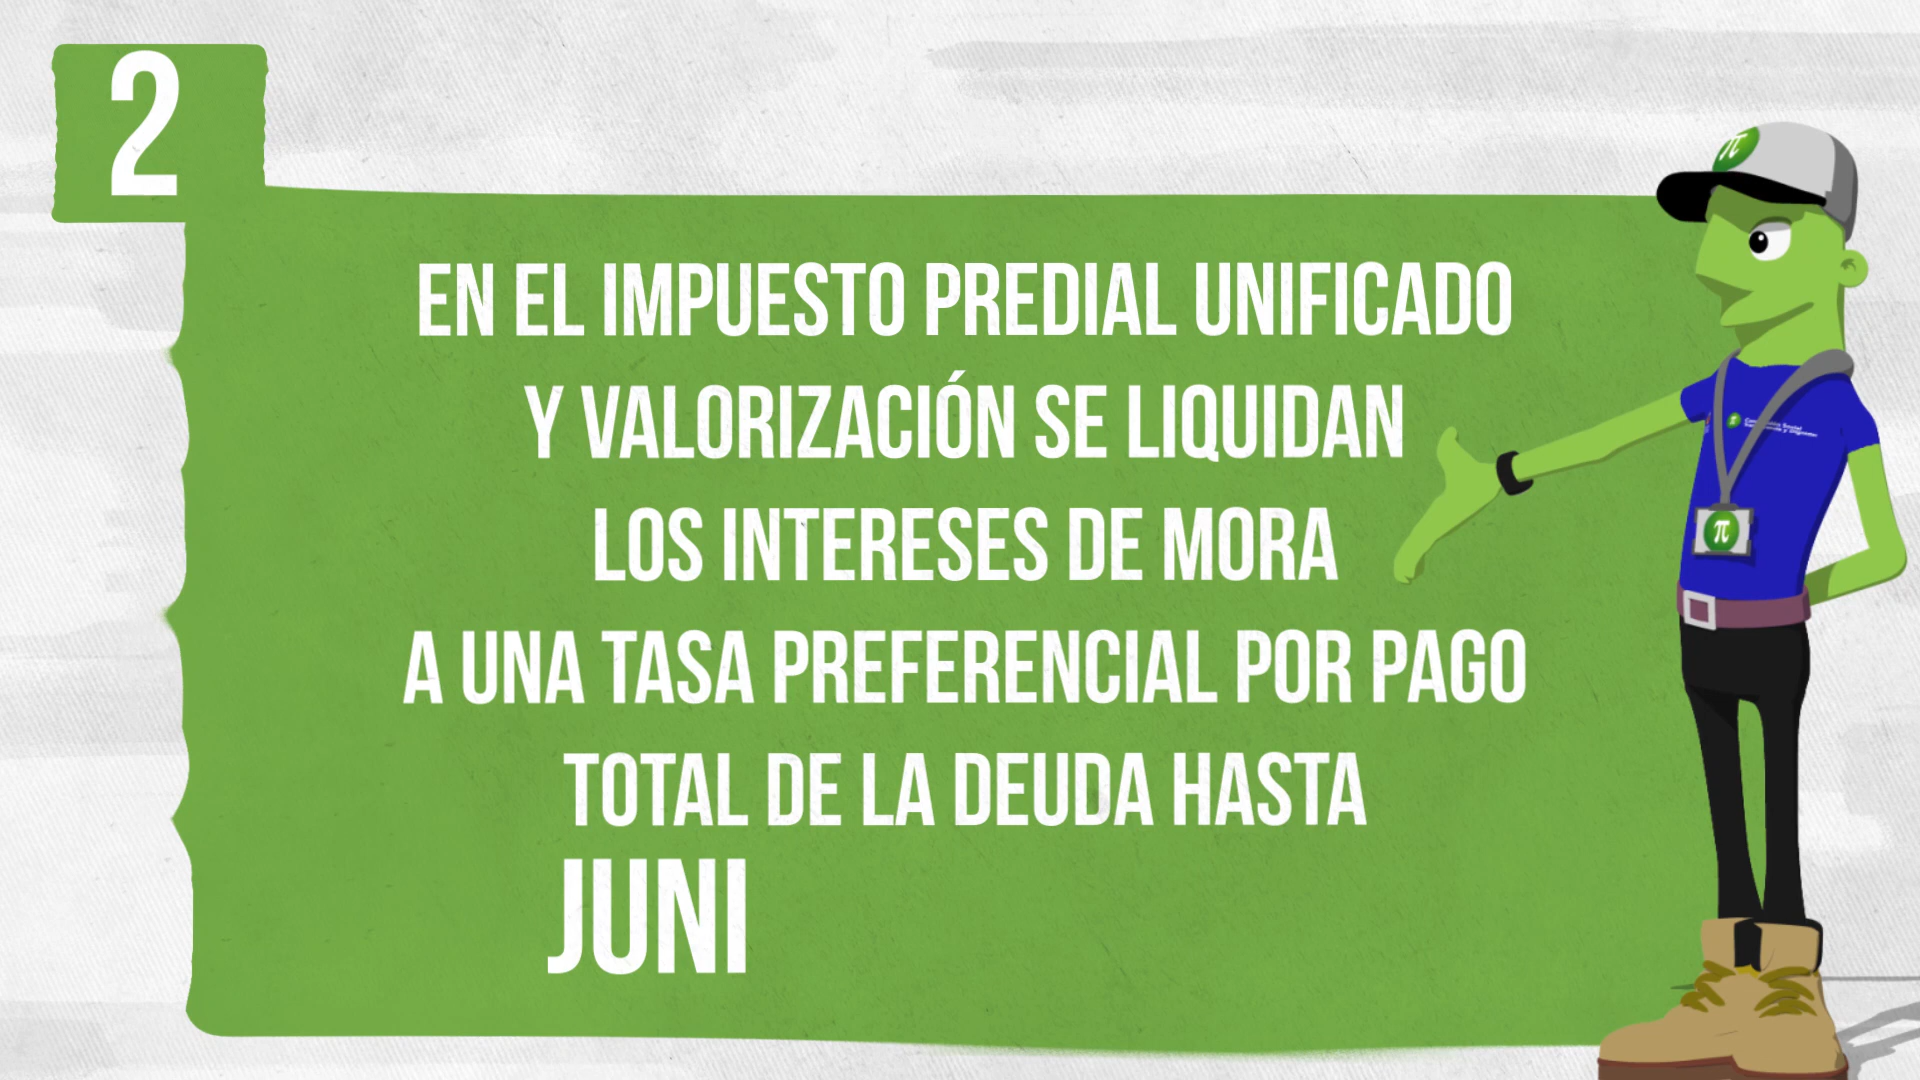 2
EN EL IMPUESTO PREDIAL UNIFICADO
Y VALORIZACIÓN SE LIQUIDAN
LOS INTERESES DE MORA
A UNA TASA PREFERENCIAL POR PAGO
TOTAL DE LA DEUDA HASTA
JUNI
π
π